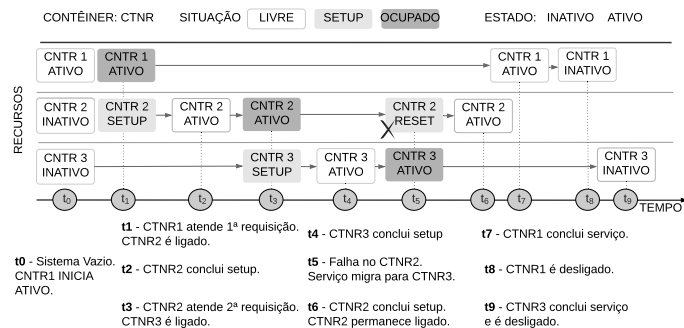 CONTÊINER: CTNR SITUAÇÃO LIVRE SETUP OCUPADO ESTADO: INATIVO ATIVO
RECURSOS
CNTR 1 ATIVO
CNTR 1 ATIVO
CNTR 1 ATIVO
CNTR 1 INATIVO
CNTR 2 INATIVO
CNTR 2 SETUP
CNTR 2 ATIVO
CNTR 2 ATIVO
X
CNTR 2 RESET
CNTR 2 ATIVO
CNTR 3 INATIVO
CNTR 3 SETUP
CNTR 3 ATIVO
CNTR 3 ATIVO
CNTR 3 INATIVO
t0 t1 t2 t3 t4 t5 t6 t7 t8 t9 TEMPO
t0 - Sistema Vazio.
CNTR1 INICIA
ATIVO.
t1 - CTNR1 atende 1ª requisição.
CTNR2 é ligado.
t2 - CTNR2 conclui setup.
t3 - CTNR2 atende 2ª requisição.
CTNR3 é ligado.
t4 - CTNR3 conclui setup
t5 - Falha no CTNR2.
Serviço migra para CTNR3.
t6 - CTNR2 conclui setup.
CTNR2 permanece ligado.
t7 - CTNR1 conclui serviço.
t8 - CTNR1 é desligado.
t9 - CTNR3 conclui serviço
e é desligado.